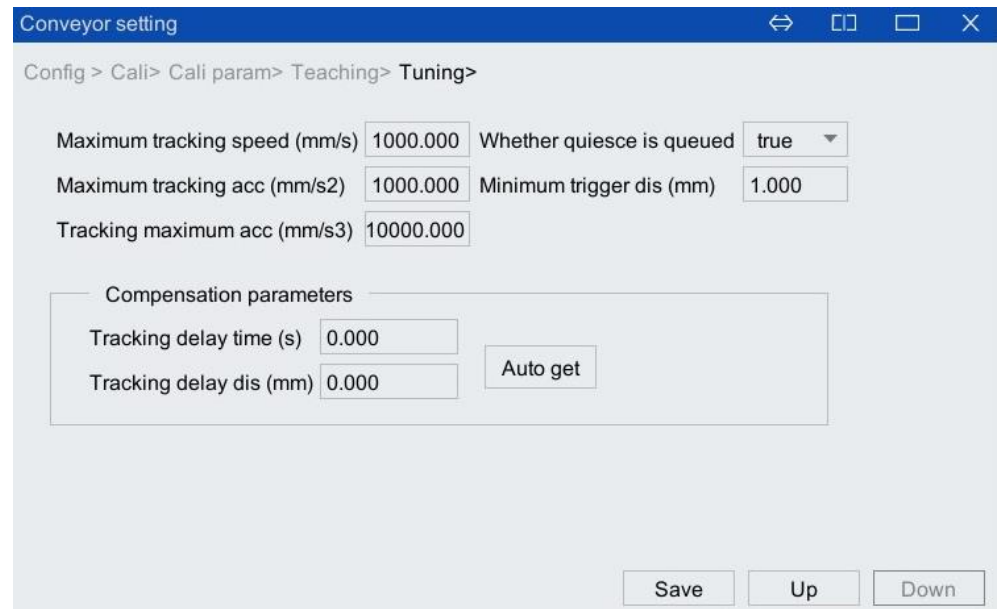 Conveyor setting
Config > Cali> Cali param> Teaching> Tuning>
Maximum tracking speed (mm/s) 1000.000 Whether quiesce is queued true
Maximum tracking acc (mm/s2) 1000.000 Minimum trigger dis (mm) 1.000
Tracking maximum acc (mm/s3) 10000.000
Compensation parameters
Tracking delay time (s) 0.000
Auto get
Tracking delay dis (mm) 0.000
Save Up Down